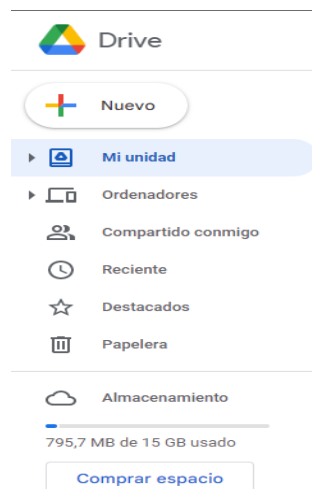 Drive
Nuevo
Mi unidad
Ordenadores
Compartido conmigo
Reciente
Destacados
Papelera
Almacenamiento
795,7 MB de 15 GB usado
Comprar espacio